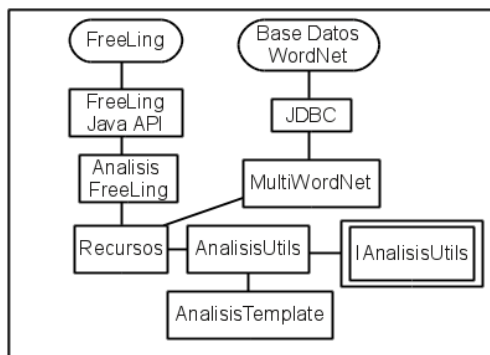 FreeLing
Base Datos
WordNet
FreeLing
Java API
JDBC
Analisis
FreeLing
MultiWordNet
Recursos
AnalisisUtils
IAnalisisUtils
AnalisisTemplate